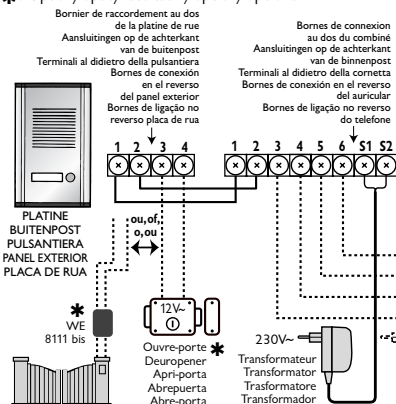 Bornier de raccordement au dos
de la platine de rue
Aansluitingen op de achterkant
van de buitenpost
Terminali al didietro della pulsantiera
Bornes de conexión
en el reverso
del panel exterior
Bornes de ligação no
reverso placa de rua
Bornes de connexion
au dos du combiné
Aansluitingen op de achterkant
van de binnenpost
Terminali al didietro della cornetta
Bornes de conexión en el reverso
del auricular
Bornes de ligação no reverso
do telefone
1 2 3 4
1 2 3 4 5 6 S1 S2
PLATINE
BUITENPOST
PULSANTIERA
PANEL EXTERIOR
PLACA DE RUA
ou,of,
o,ou
WE
8111 bis
12V~
Ouvre-porte
Deuropener
Apri-porta
Abrepuerta
Abre-porta
230V~
Transformateur
Transformator
Trasformatore
Transformador